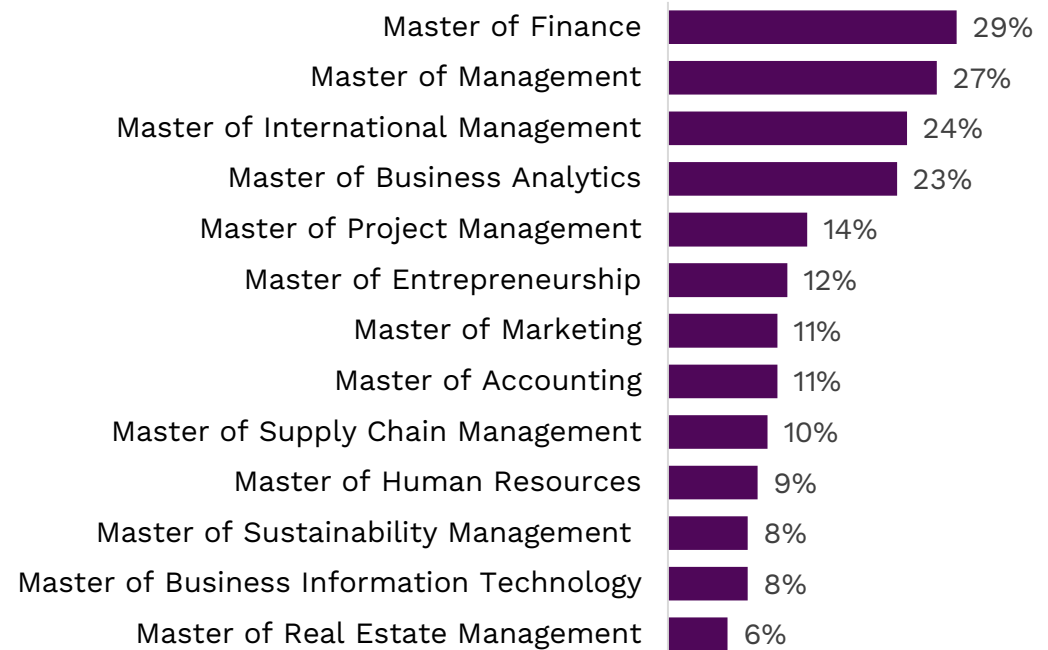 Master of Finance 29%
Master of Management 27%
Master of International Management 24%
Master of Business Analytics 23%
Master of Project Management 14%
Master of Entrepreneurship 12%
Master of Marketing 11%
Master of Accounting 11%
Master of Supply Chain Management 10%
Master of Human Resources 9%
Master of Sustainability Management 8%
Master of Business Information Technology 8%
Master of Real Estate Management 6%